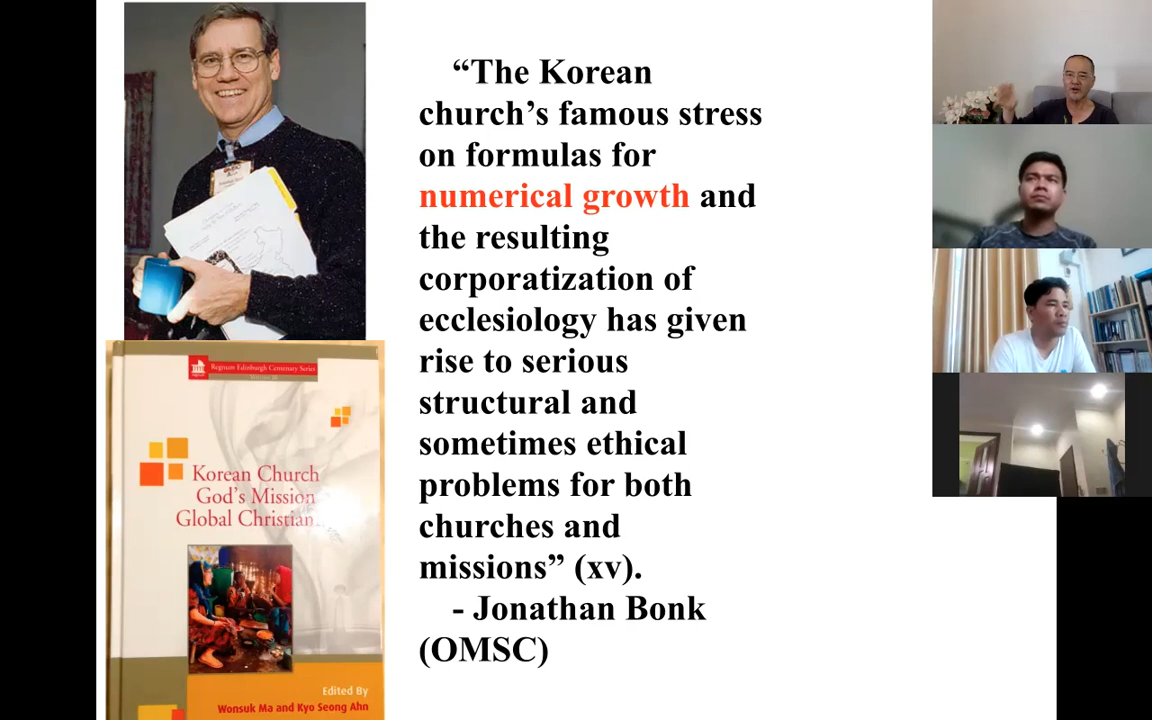 “The Korean
church’s famous stress
on formulas for
numerical growth and
the resulting
corporatization of
ecclesiology has given
rise to serious
structural and
sometimes ethical
problems for both
churches and
missions” (xv).
- Jonathan Bonk
(OMSC)
Regnum Edinburgh Centenary Series
Korean Church
God’s Mission
Global Christian
Edited By
Wonsuk Ma and Kyo Seong Ahn